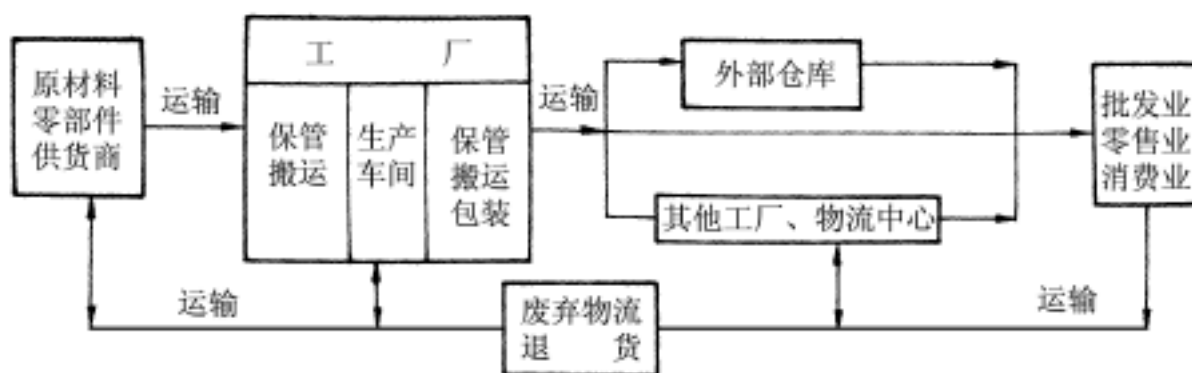 原材料
零部件
供货商
运输
工 厂
保管
搬运
生产
车间
保管
搬运
包装
运输
外部仓库
其他工厂、物流中心
批发业
零售业
消费业
运输
废弃物流
退 货
运输